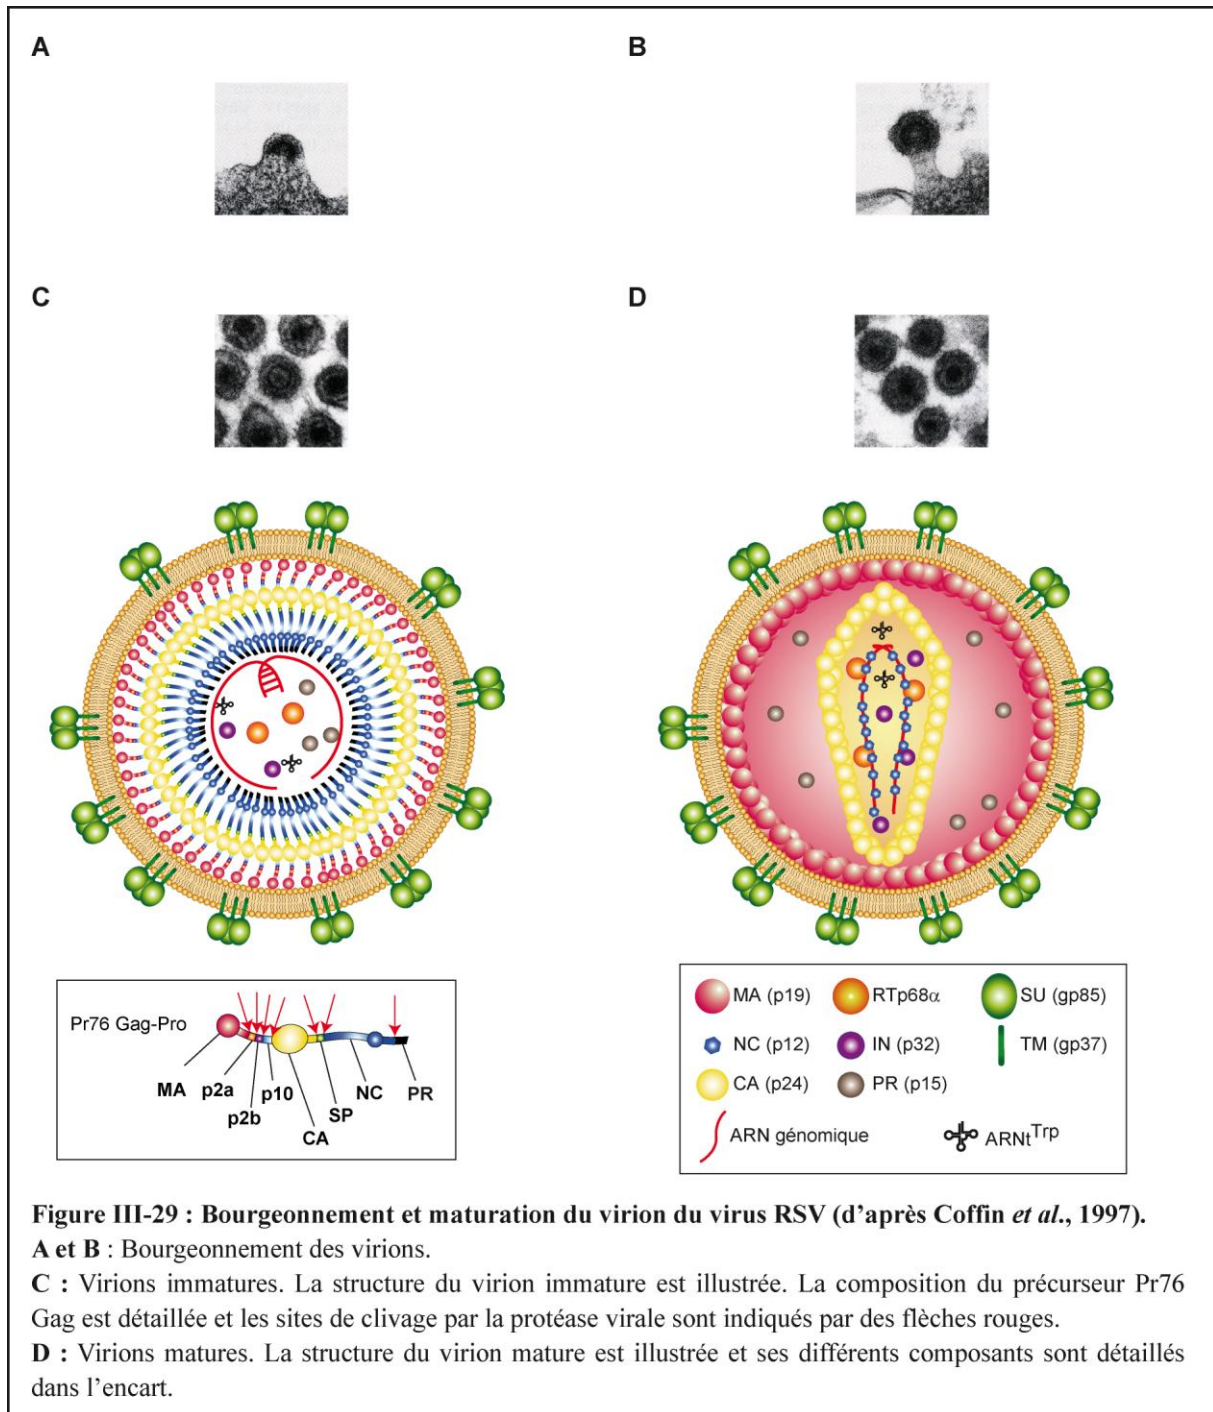 A
B
C
D
Pr76 Gag-Pro
MA
p2a
p2b
p10
CA
SP
NC
PR
MA (p19)
RTp68α
SU (gp85)
NC (p12)
IN (p32)
TM (gp37)
CA (p24)
PR (p15)
ARN génomique
ARNtTrp
Figure III-29 : Bourgeonnement et maturation du virion du virus RSV (d’après Coffin et al., 1997).
A et B : Bourgeonnement des virions.
C : Virions immatures. La structure du virion immature est illustrée. La composition du précurseur Pr76
Gag est détaillée et les sites de clivage par la protéase virale sont indiqués par des flèches rouges.
D : Virions matures. La structure du virion mature est illustrée et ses différents composants sont détaillés
dans l’encart.